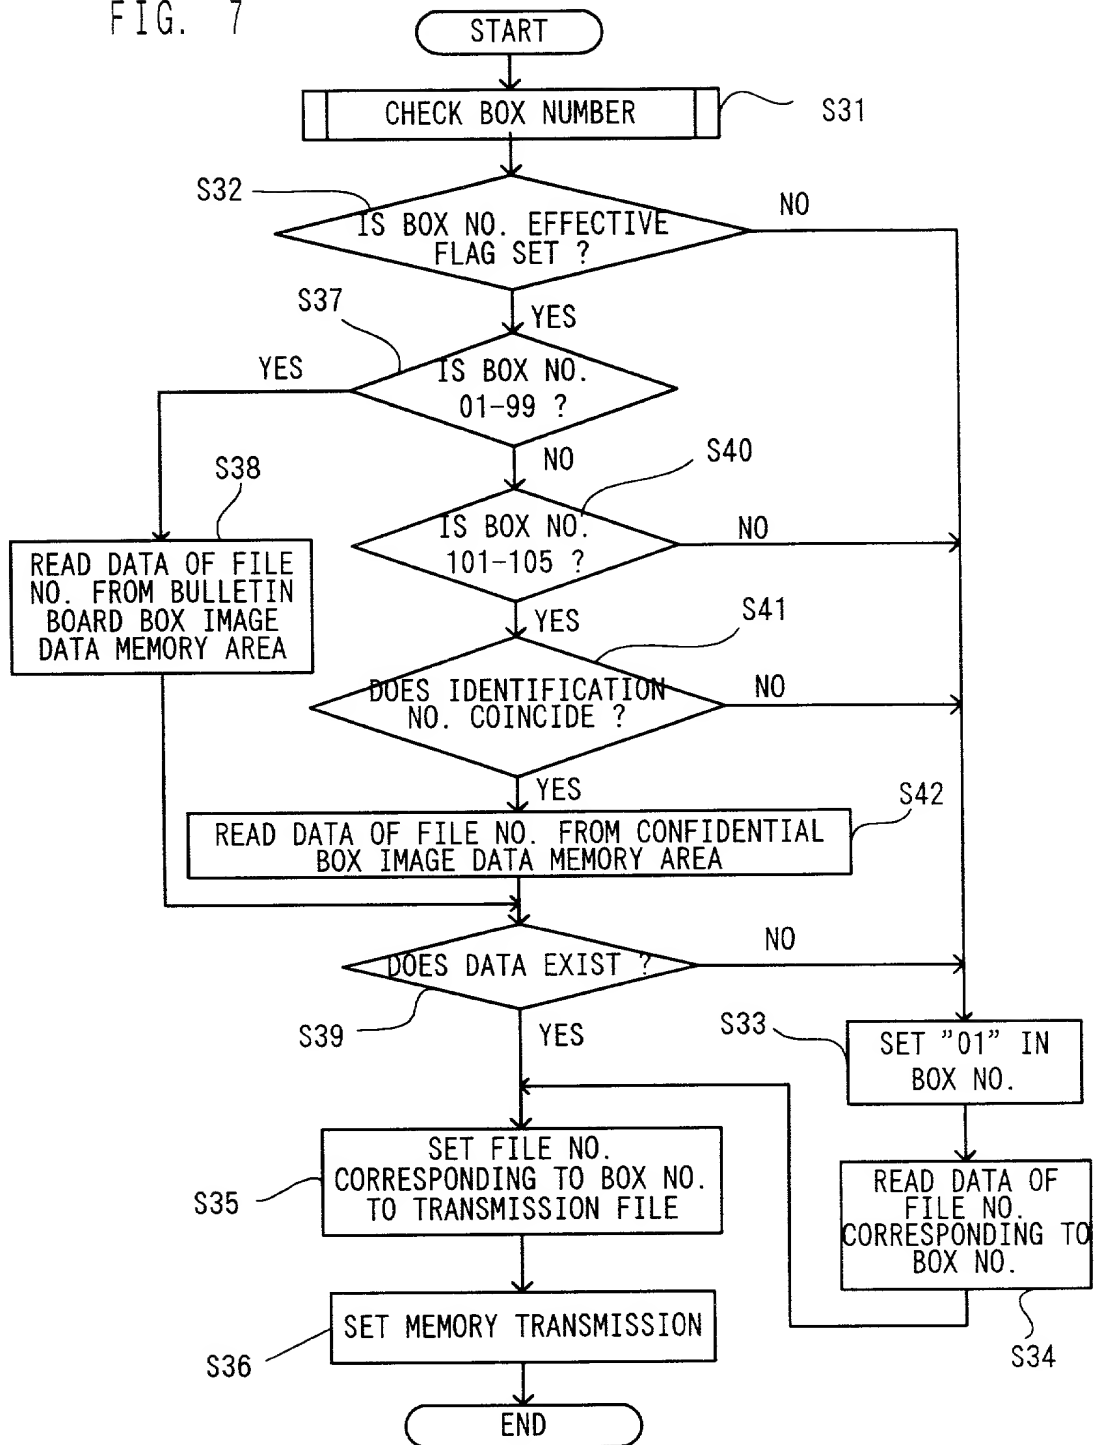 FIG. 7
START
CHECK BOX NUMBER
S31
S32
IS BOX NO. EFFECTIVE
FLAG SET ?
NO
YES
S37
IS BOX NO.
01-99 ?
YES
NO
S38
READ DATA OF FILE
NO. FROM BULLETIN
BOARD BOX IMAGE
DATA MEMORY AREA
S40
IS BOX NO.
101-105 ?
NO
YES
S41
DOES IDENTIFICATION
NO. COINCIDE ?
NO
YES
S42
READ DATA OF FILE NO. FROM CONFIDENTIAL
BOX IMAGE DATA MEMORY AREA
DOES DATA EXIST ?
NO
S39
YES
S33
SET "01" IN
BOX NO.
SET FILE NO.
CORRESPONDING TO BOX NO.
TO TRANSMISSION FILE
S35
READ DATA OF
FILE NO.
CORRESPONDING TO
BOX NO.
S34
SET MEMORY TRANSMISSION
S36
END